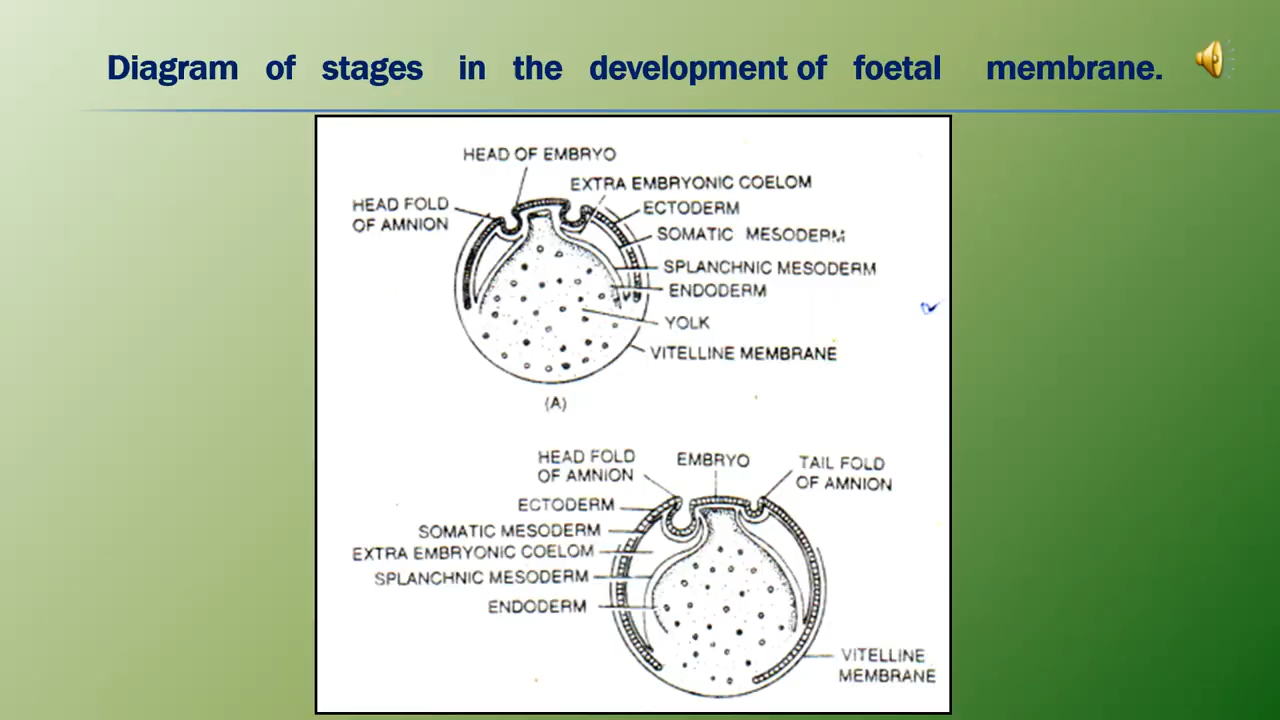 Diagram of stages in the development of foetal membrane.
HEAD OF EMBRYO
EXTRA EMBRYONIC COELOM
HEAD FOLD
OF AMNION
ECTODERM
SOMATIC MESODERM
SPLANCHNIC MESODERM
ENDODERM
YOLK
VITELLINE MEMBRANE
(A)
HEAD FOLD
OF AMNION
EMBRYO
TAIL FOLD
OF AMNION
ECTODERM
SOMATIC MESODERM
EXTRA EMBRYONIC COELOM
SPLANCHNIC MESODERM
ENDODERM
VITELLINE
MEMBRANE